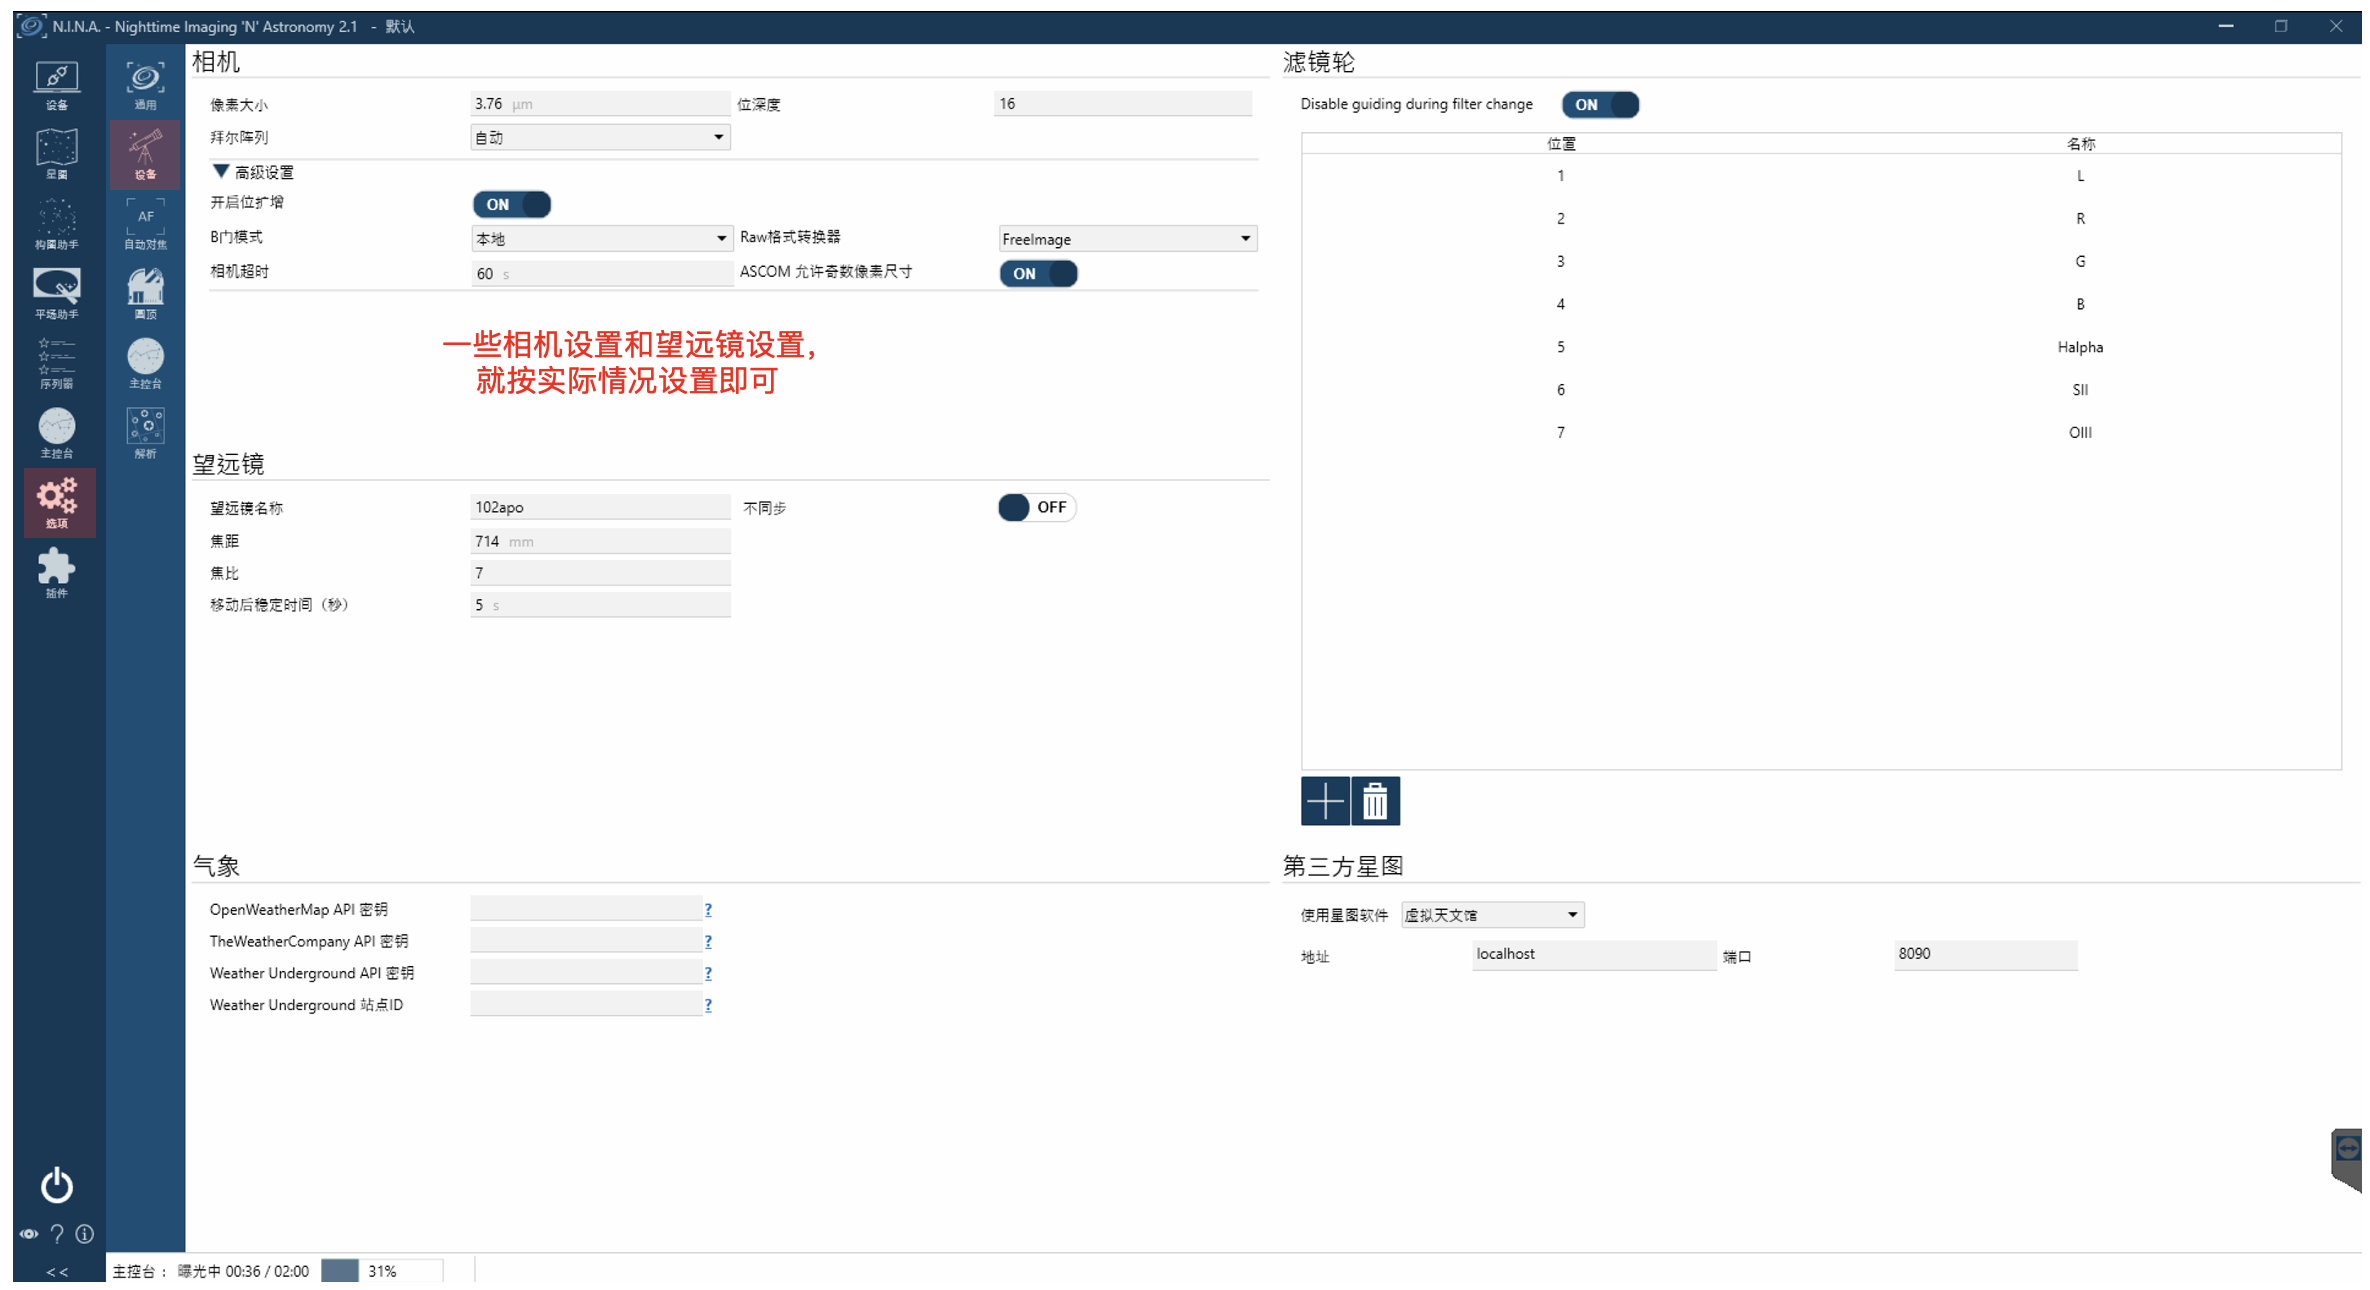 N.I.N.A. - Nighttime Imaging 'N' Astronomy 2.1 - 默认
设备
星图
构图助手
平场助手
序列器
主控台
选项
插件
<<
通用
设备
AF
自动对焦
圆顶
主控台
解析
相机
像素大小 3.76 μm 位深度 16
拜尔阵列 自动
高级设置
开启位扩增 ON
B门模式 本地 Raw格式转换器 FreeImage
相机超时 60 s ASCOM 允许奇数像素尺寸 ON
一些相机设置和望远镜设置,
就按实际情况设置即可
望远镜
望远镜名称 102apo 不同步 OFF
焦距 714 mm
焦比 7
移动后稳定时间（秒） 5 s
气象
OpenWeatherMap API 密钥 ?
TheWeatherCompany API 密钥 ?
Weather Underground API 密钥 ?
Weather Underground 站点ID ?
滤镜轮
Disable guiding during filter change ON
位置 名称
1 L
2 R
3 G
4 B
5 Halpha
6 SII
7 OIII
第三方星图
使用星图软件 虚拟天文馆
地址 localhost 端口 8090
主控台： 曝光中 00:36 / 02:00 31%